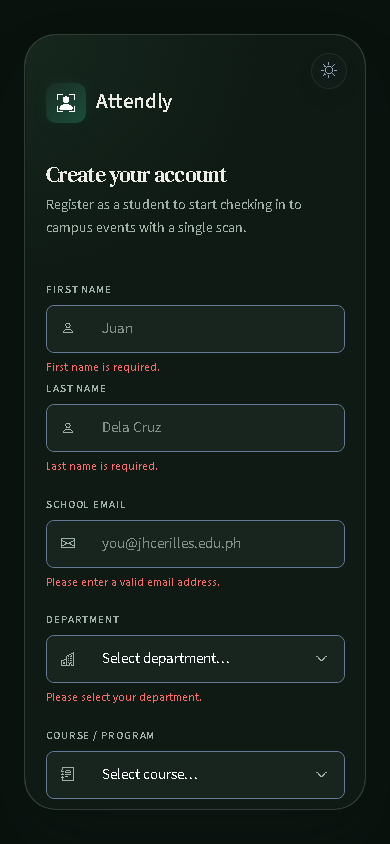 Attendly
Create your account
Register as a student to start checking in to
campus events with a single scan.
FIRST NAME
Juan
First name is required.
LAST NAME
Dela Cruz
Last name is required.
SCHOOL EMAIL
you@jhcerilles.edu.ph
Please enter a valid email address.
DEPARTMENT
Select department...
Please select your department.
COURSE / PROGRAM
Select course...